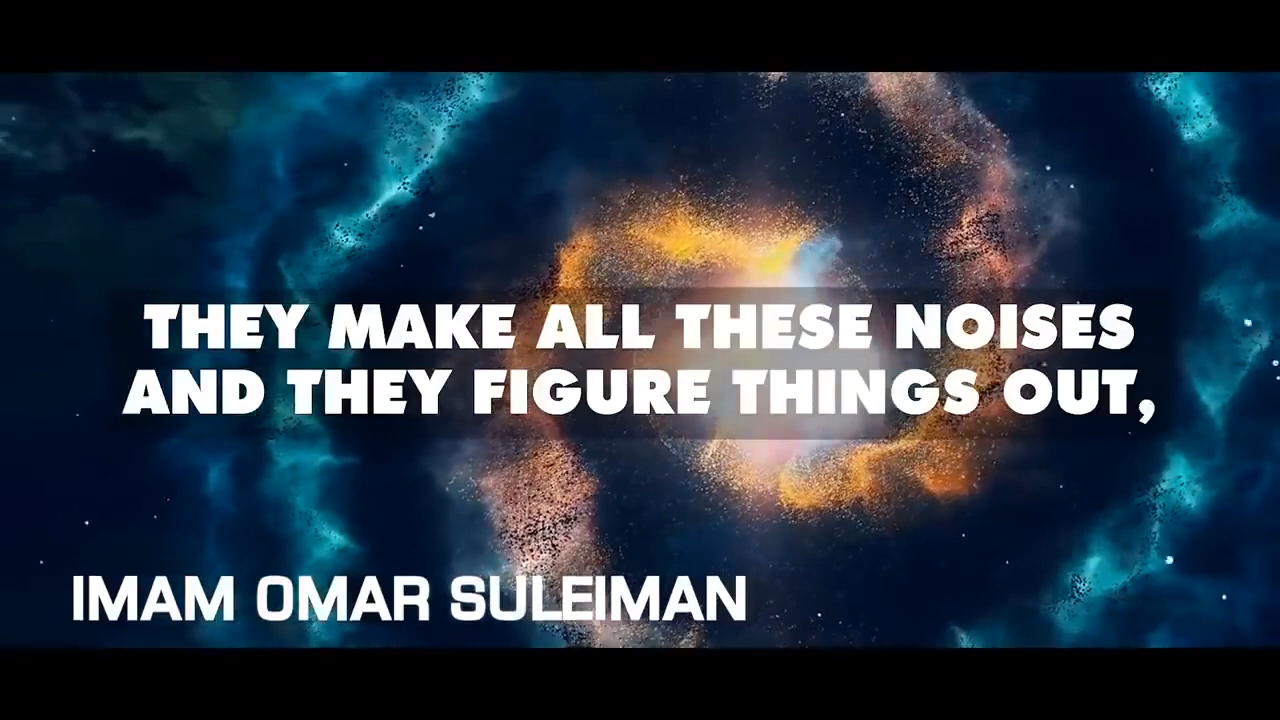 THEY MAKE ALL THESE NOISES
AND THEY FIGURE THINGS OUT,
IMAM OMAR SULEIMAN